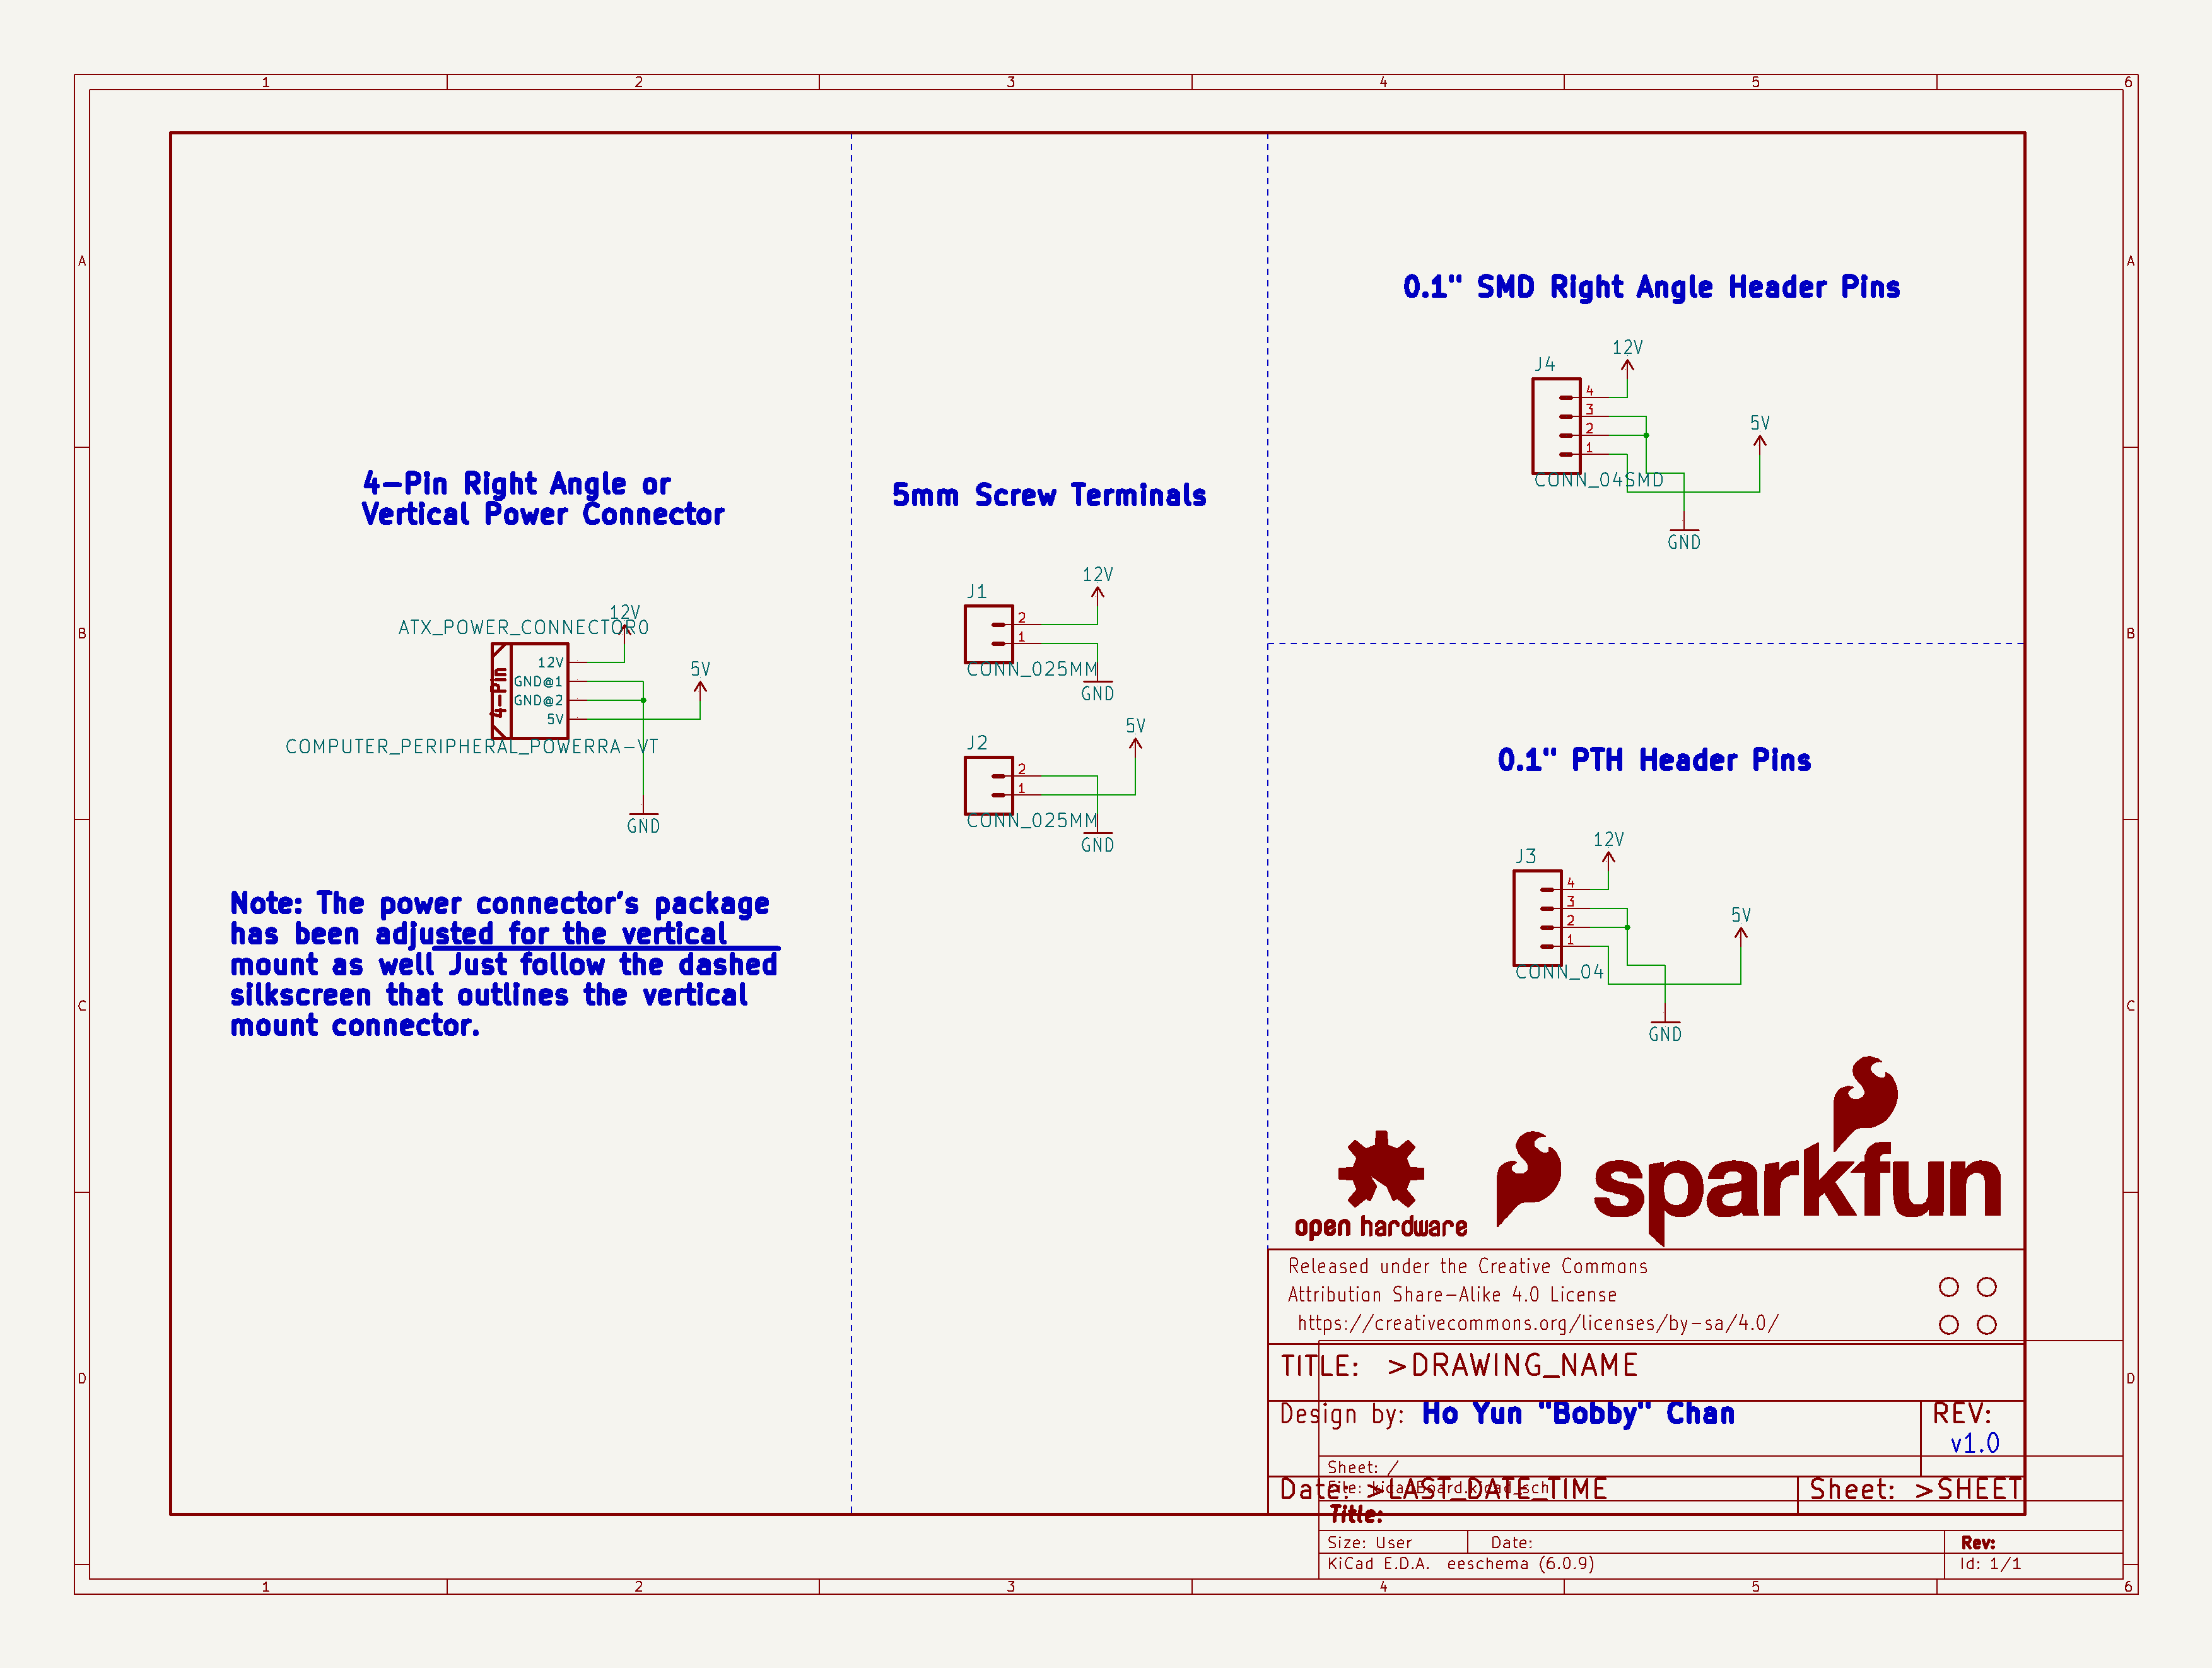 1 2 3 4 5 6
A A
B B
C C
D D
4-Pin Right Angle or
Vertical Power Connector
12V
ATX_POWER_CONNECTOR0
4-Pin
12V
GND@1
GND@2
5V
5V
COMPUTER_PERIPHERAL_POWERRA-VT
GND
Note: The power connector's package
has been adjusted for the vertical
mount as well Just follow the dashed
silkscreen that outlines the vertical
mount connector.
5mm Screw Terminals
12V
J1
2
1
CONN_025MM
GND
5V
J2
2
1
CONN_025MM
GND
0.1" SMD Right Angle Header Pins
12V
J4
4
3
2
1
5V
CONN_04SMD
GND
0.1" PTH Header Pins
12V
J3
4
3
2
1
5V
CONN_04
GND
open hardware
sparkfun
Released under the Creative Commons
Attribution Share-Alike 4.0 License
https://creativecommons.org/licenses/by-sa/4.0/
TITLE: >DRAWING_NAME
Design by: Ho Yun "Bobby" Chan
REV:
v1.0
Sheet: /
File: kicadBoard.kicad_sch
Date: >LAST_DATE_TIME
Sheet: >SHEET
Title:
Size: User Date: Rev:
KiCad E.D.A. eeschema (6.0.9) Id: 1/1
1 2 3 4 5 6